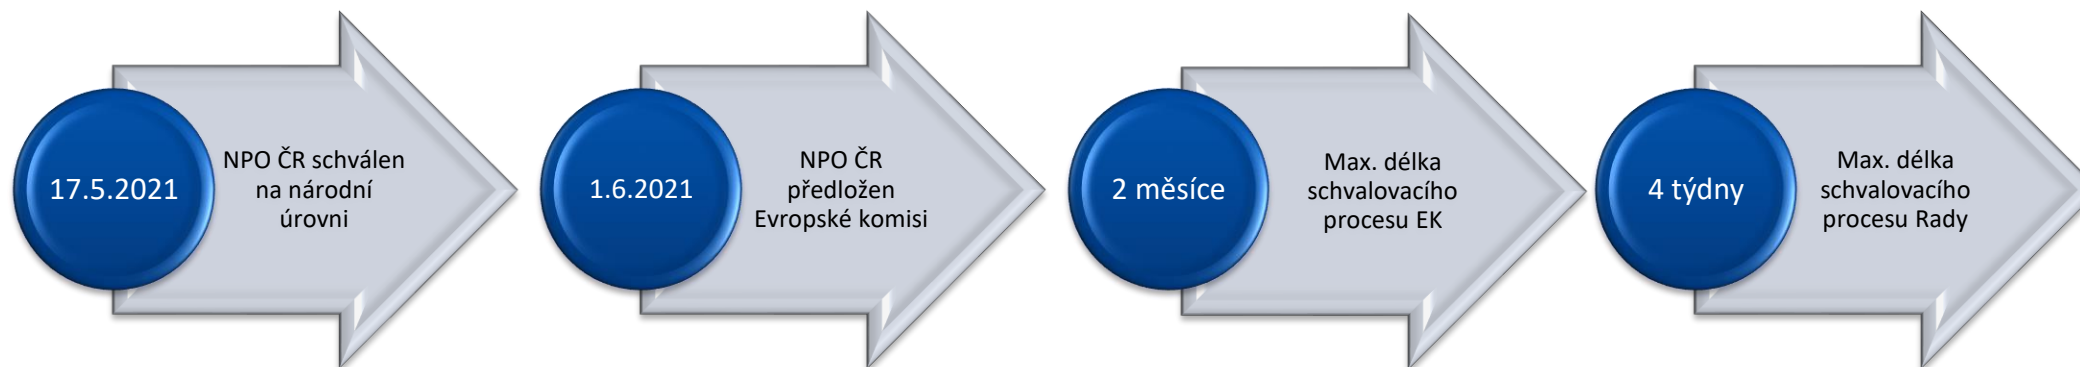 17.5.2021
NPO ČR schválen
na národní
úrovni
1.6.2021
NPO ČR
předložen
Evropské komisi
2 měsíce
Max. délka
schvalovacího
procesu EK
4 týdny
Max. délka
schvalovacího
procesu Rady